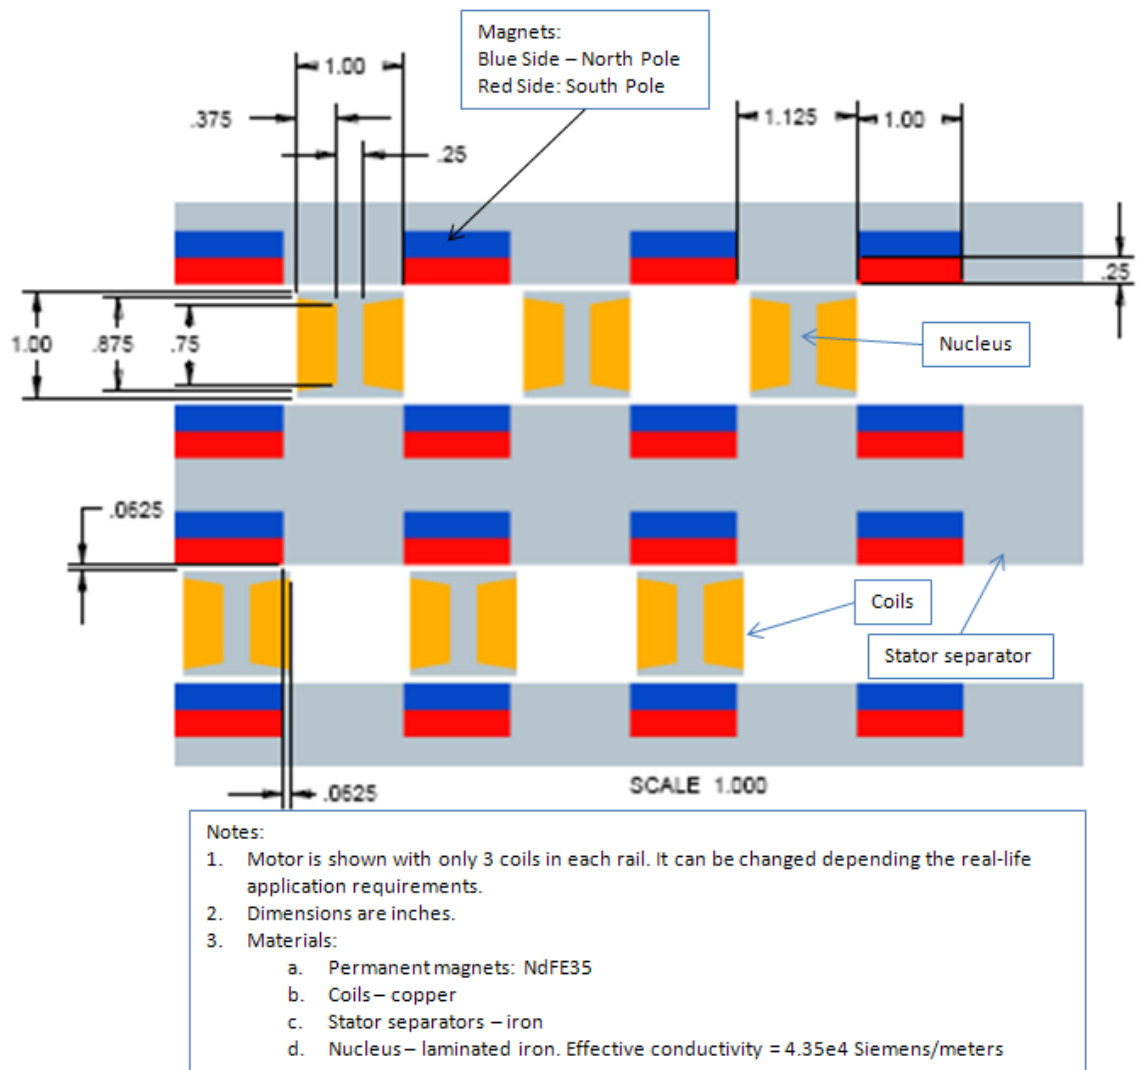 Magnets:
Blue Side – North Pole
Red Side: South Pole
1.00
.375
.25
1.125
1.00
.25
1.00
.875
.75
Nucleus
.0625
Coils
Stator separator
.0625
SCALE 1.000
Notes:
1. Motor is shown with only 3 coils in each rail. It can be changed depending the real-life
application requirements.
2. Dimensions are inches.
3. Materials:
a. Permanent magnets: NdFE35
b. Coils – copper
c. Stator separators – iron
d. Nucleus – laminated iron. Effective conductivity = 4.35e4 Siemens/meters